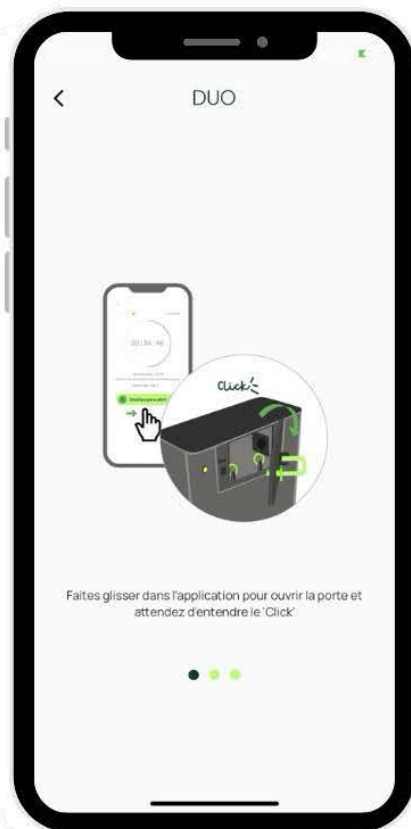 DUO
Click
Faites glisser dans l'application pour ouvrir la porte et
attendez d'entendre le 'Click'